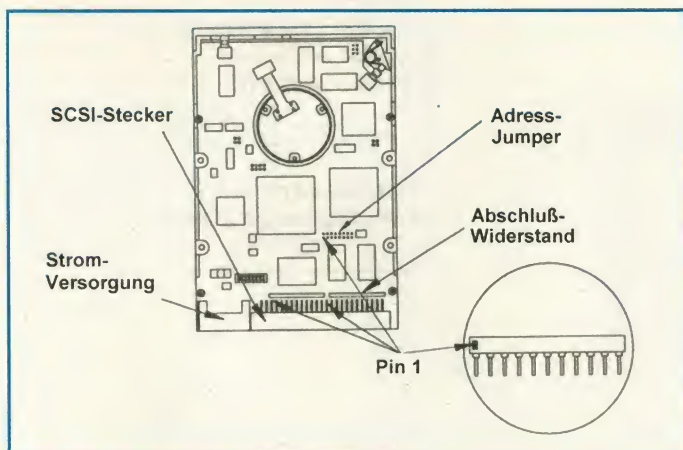 SCSI-Stecker
Adress-
Jumper
Abschluß-
Widerstand
Strom-
Versorgung
Pin 1